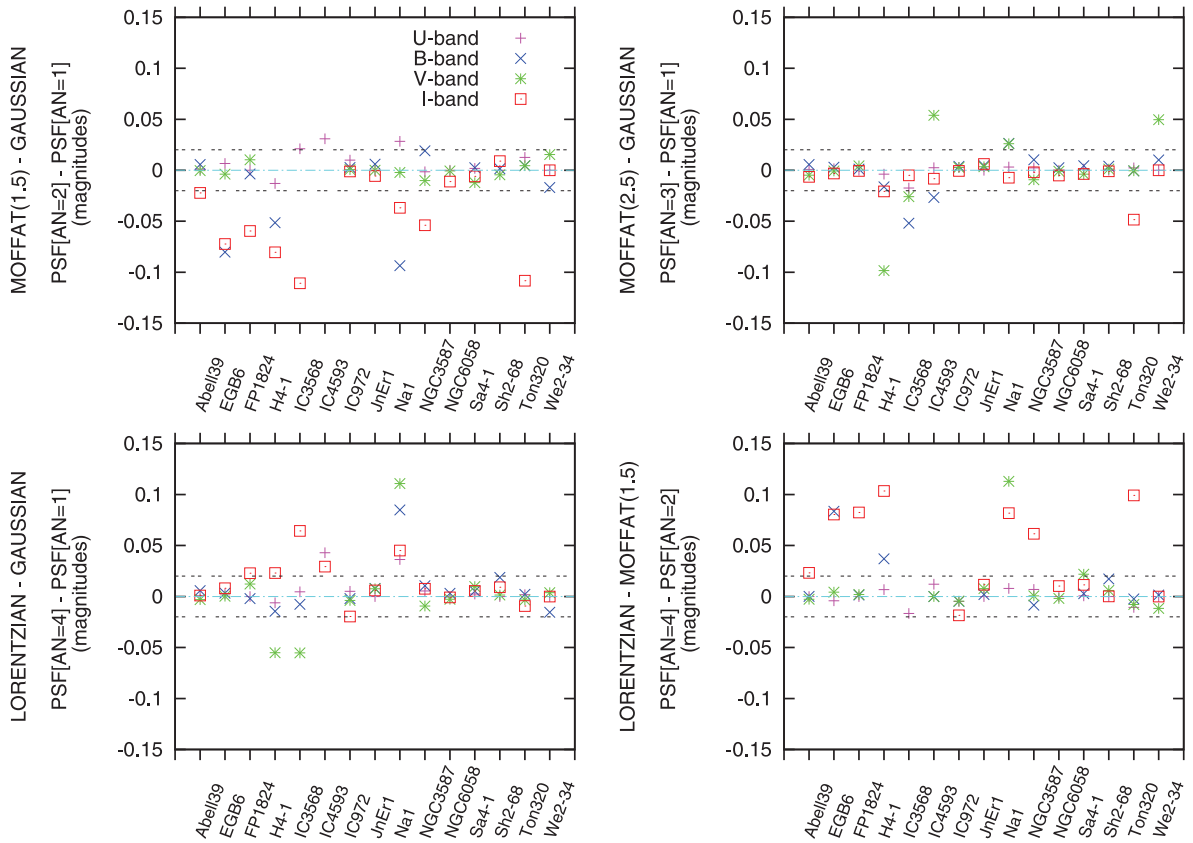 MOFFAT(1.5) - GAUSSIAN
PSF[AN=2] - PSF[AN=1]
(magnitudes)
0.15
0.1
0.05
0
-0.05
-0.1
-0.15
U-band
B-band
V-band
I-band
Abell39
EGB6
FP1824
H4-1
IC3568
IC4593
IC972
JnEr1
Na1
NGC3587
NGC6058
Sa4-1
Sh2-68
Ton320
We2-34
MOFFAT(2.5) - GAUSSIAN
PSF[AN=3] - PSF[AN=1]
(magnitudes)
0.15
0.1
0.05
0
-0.05
-0.1
-0.15
Abell39
EGB6
FP1824
H4-1
IC3568
IC4593
IC972
JnEr1
Na1
NGC3587
NGC6058
Sa4-1
Sh2-68
Ton320
We2-34
LORENTZIAN - GAUSSIAN
PSF[AN=4] - PSF[AN=1]
(magnitudes)
0.15
0.1
0.05
0
-0.05
-0.1
-0.15
Abell39
EGB6
FP1824
H4-1
IC3568
IC4593
IC972
JnEr1
Na1
NGC3587
NGC6058
Sa4-1
Sh2-68
Ton320
We2-34
LORENTZIAN - MOFFAT(1.5)
PSF[AN=4] - PSF[AN=2]
(magnitudes)
0.15
0.1
0.05
0
-0.05
-0.1
-0.15
Abell39
EGB6
FP1824
H4-1
IC3568
IC4593
IC972
JnEr1
Na1
NGC3587
NGC6058
Sa4-1
Sh2-68
Ton320
We2-34